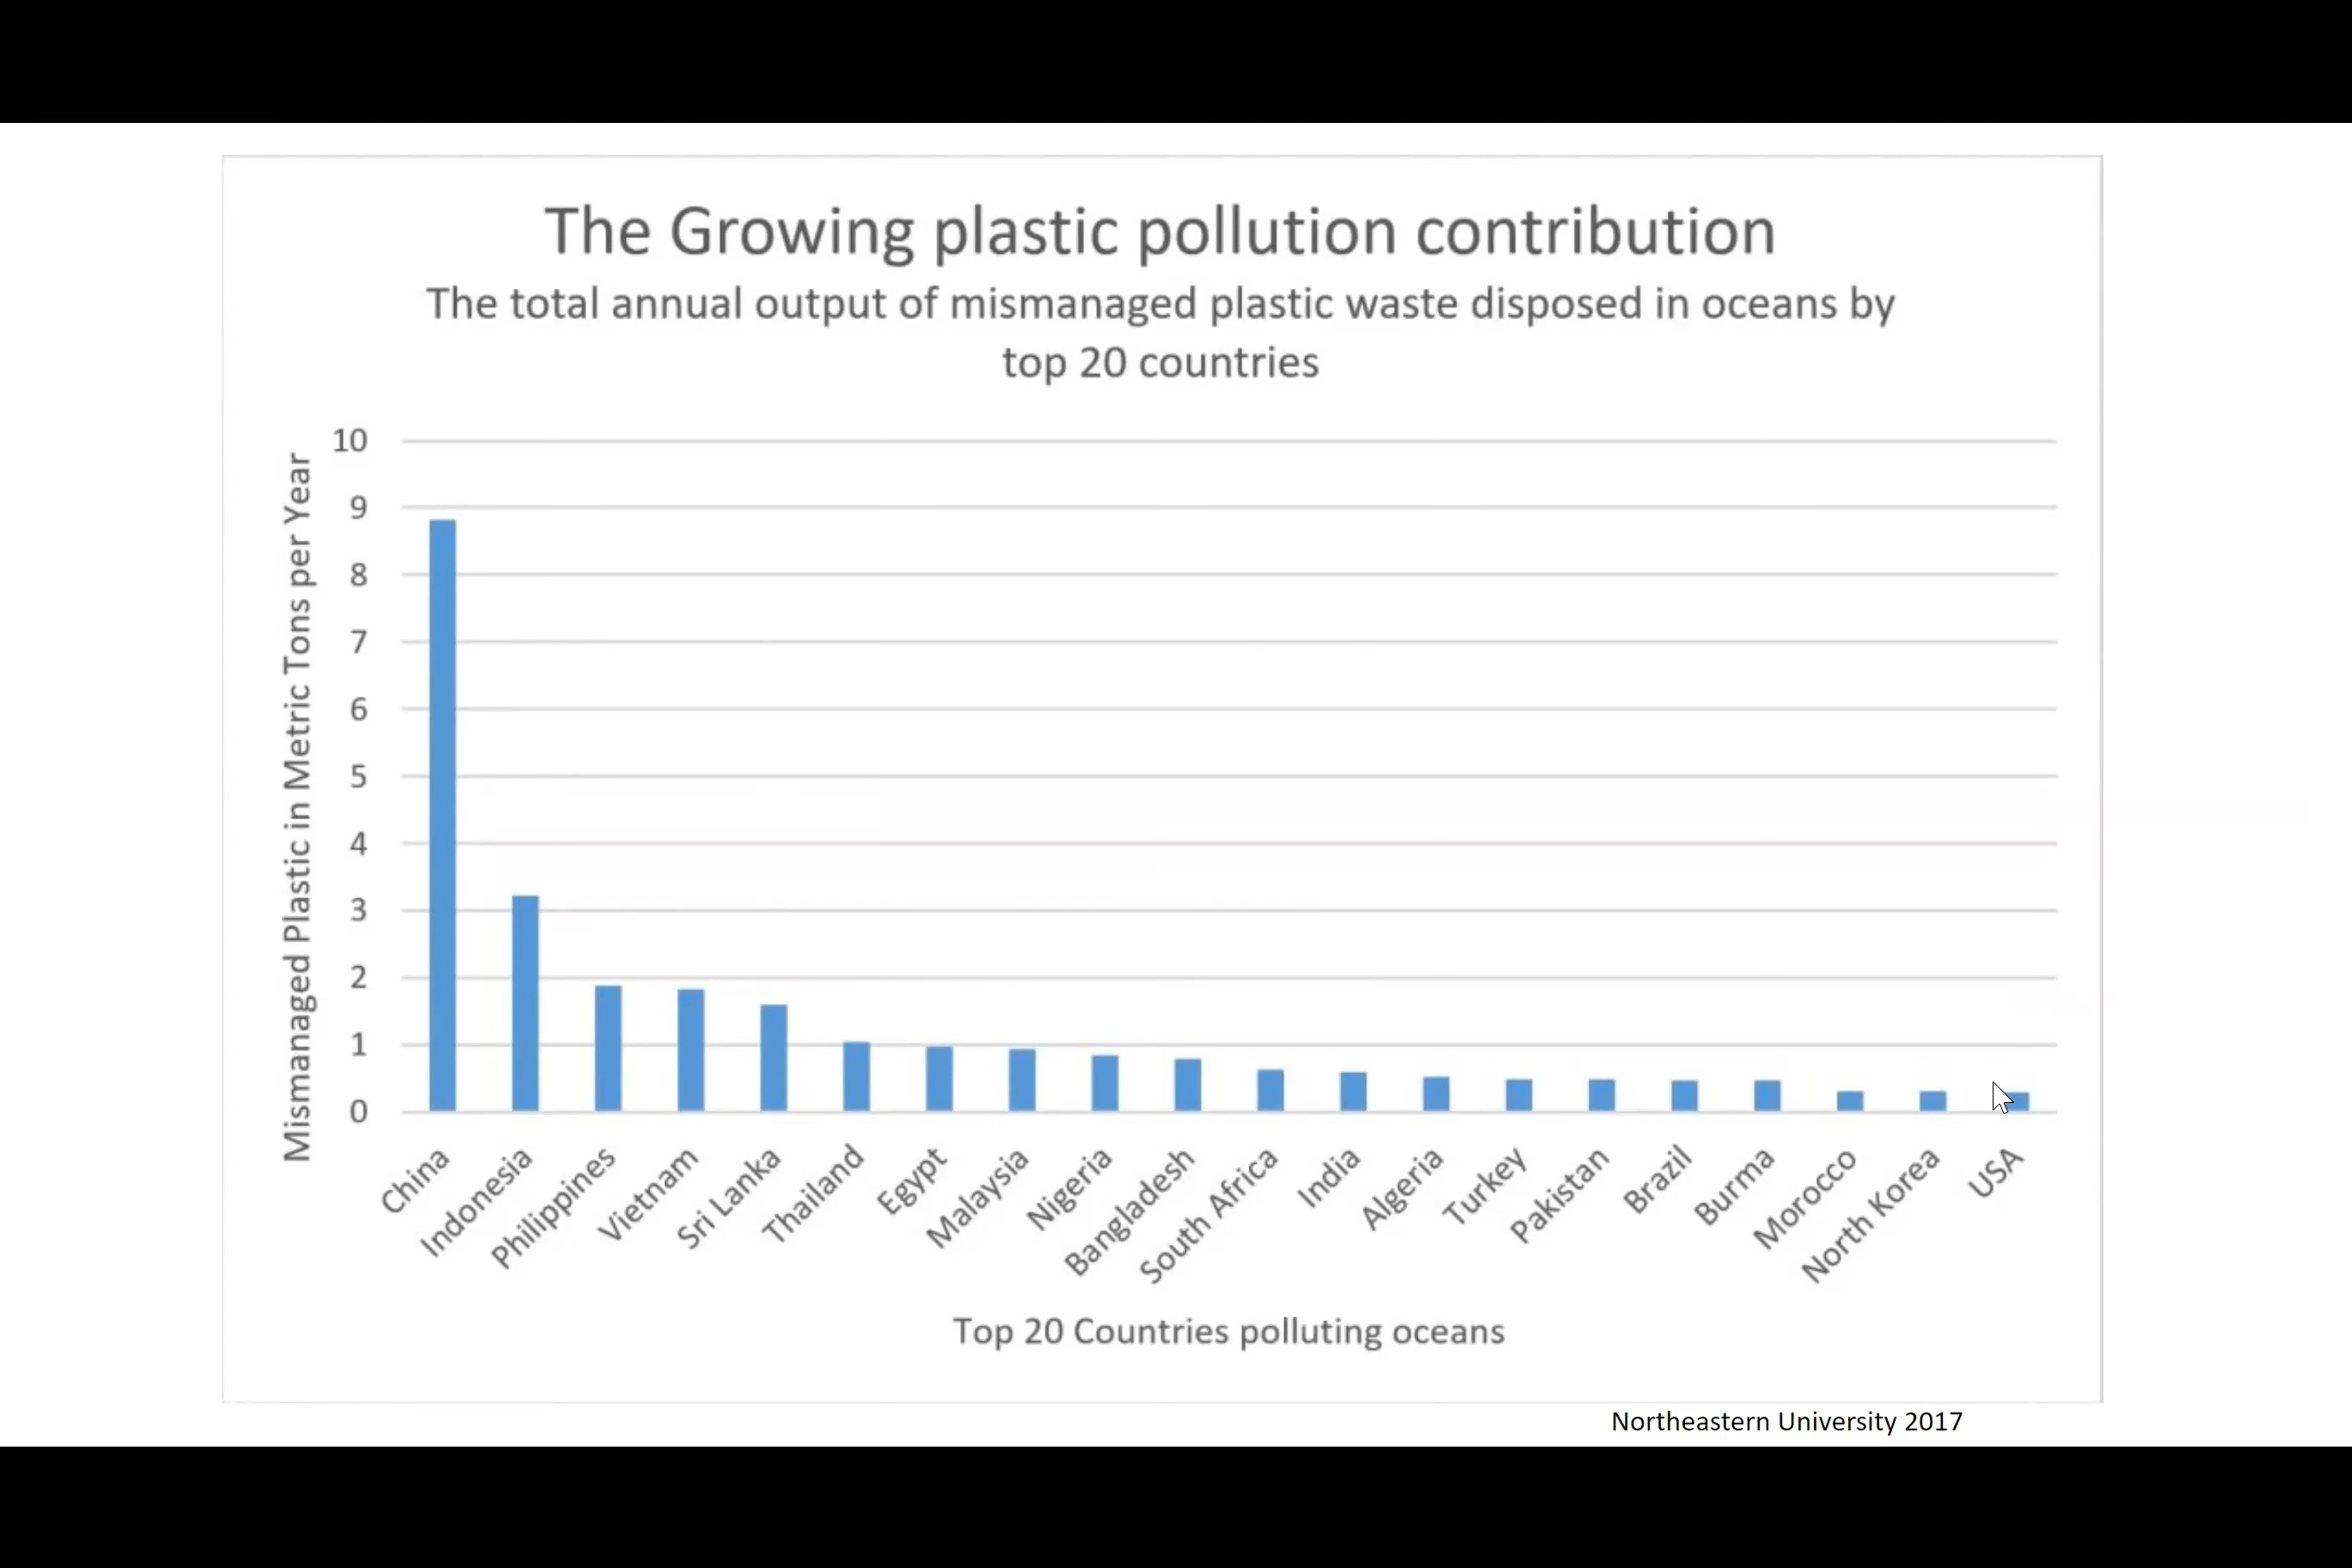 The Growing plastic pollution contribution
The total annual output of mismanaged plastic waste disposed in oceans by
top 20 countries
Mismanaged Plastic in Metric Tons per Year
10
9
8
7
6
5
4
3
2
1
0
China
Indonesia
Philippines
Vietnam
Sri Lanka
Thailand
Egypt
Malaysia
Nigeria
Bangladesh
South Africa
India
Algeria
Turkey
Pakistan
Brazil
Burma
Morocco
North Korea
USA
Top 20 Countries polluting oceans
Northeastern University 2017